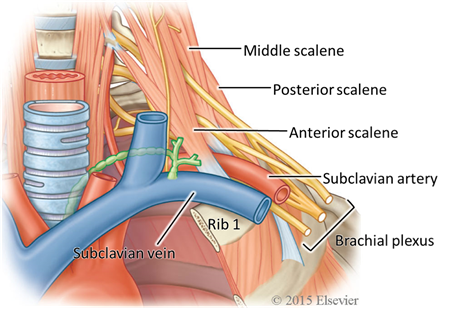 Middle scalene
Posterior scalene
Anterior scalene
Subclavian artery
Rib 1
Brachial plexus
Subclavian vein
© 2015 Elsevier